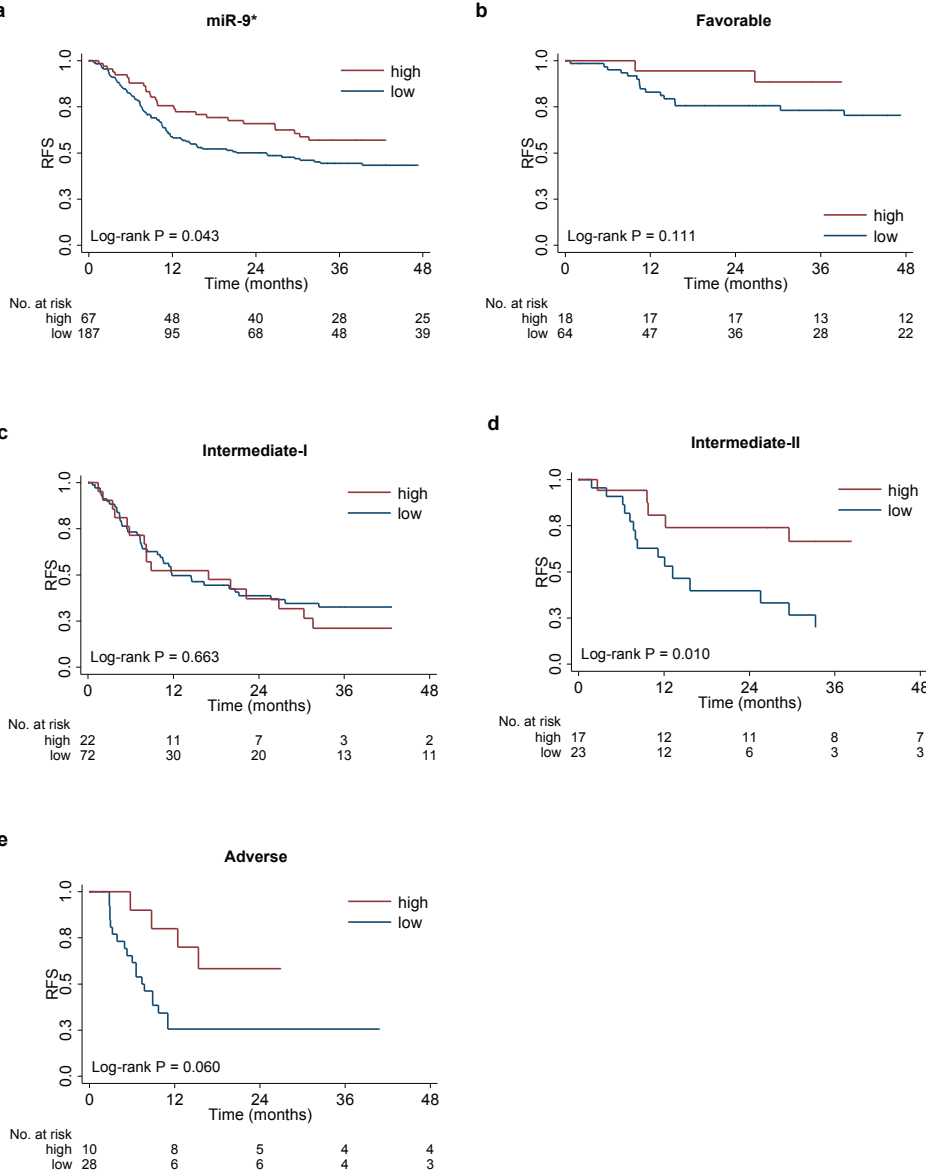 a
miR-9*
1.0
0.8
0.5
0.3
0.0
RFS
high
low
Log-rank P = 0.043
0 12 24 36 48
Time (months)
No. at risk
high 67 48 40 28 25
low 187 95 68 48 39
b
Favorable
1.0
0.8
0.5
0.3
0.0
RFS
high
low
Log-rank P = 0.111
0 12 24 36 48
Time (months)
No. at risk
high 18 17 17 13 12
low 64 47 36 28 22
c
Intermediate-I
1.0
0.8
0.5
0.3
0.0
RFS
high
low
Log-rank P = 0.663
0 12 24 36 48
Time (months)
No. at risk
high 22 11 7 3 2
low 72 30 20 13 11
d
Intermediate-II
1.0
0.8
0.5
0.3
0.0
RFS
high
low
Log-rank P = 0.010
0 12 24 36 48
Time (months)
No. at risk
high 17 12 11 8 7
low 23 12 6 3 3
e
Adverse
1.0
0.8
0.5
0.3
0.0
RFS
high
low
Log-rank P = 0.060
0 12 24 36 48
Time (months)
No. at risk
high 10 8 5 4 4
low 28 6 6 4 3